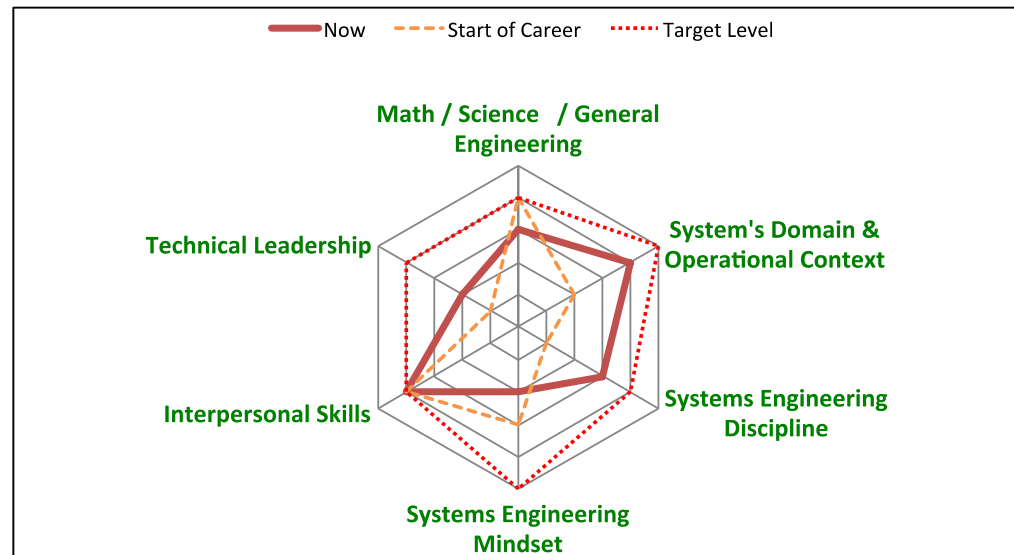 Now Start of Career Target Level
Math / Science / General
Engineering
System's Domain &
Operational Context
Technical Leadership
Interpersonal Skills
Systems Engineering
Discipline
Systems Engineering
Mindset